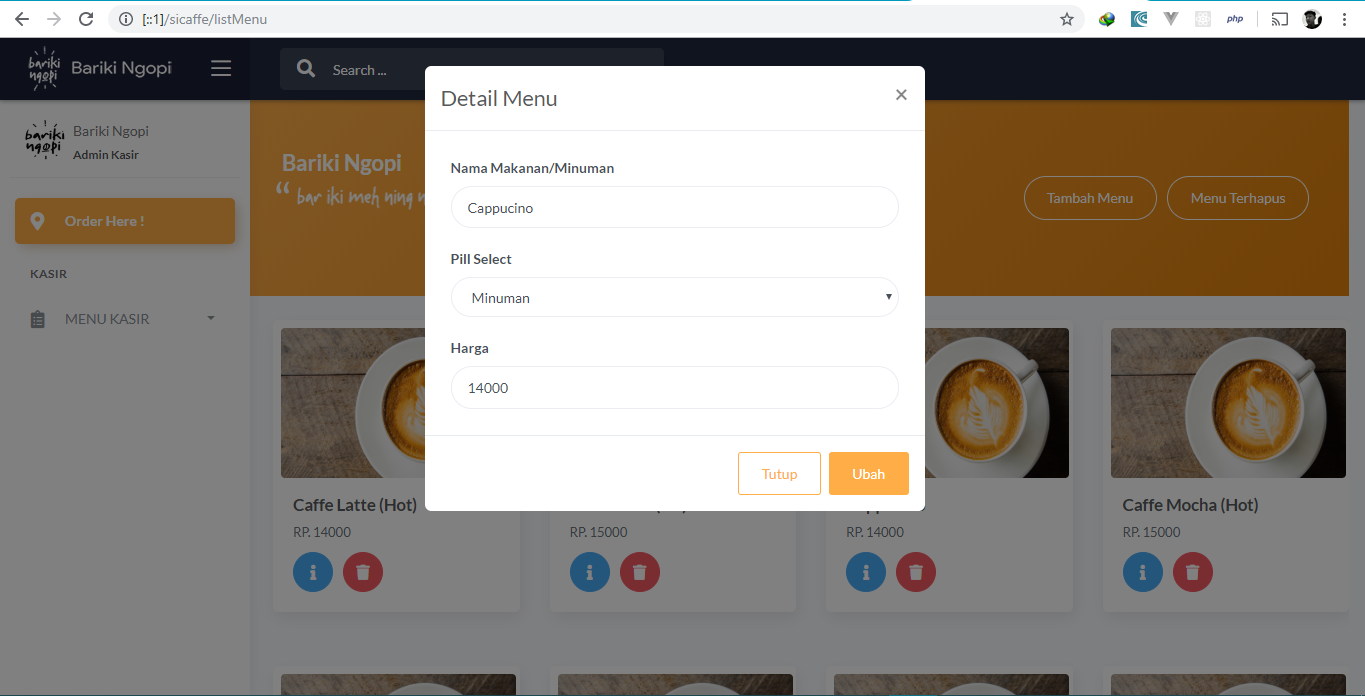 [::1]/sicaffe/listMenu
php
bariki
ngopi
Bariki Ngopi
Search ...
Detail Menu
×
bariki
ngopi
Bariki Ngopi
Admin Kasir
Order Here !
KASIR
MENU KASIR
Bariki Ngopi
“ bar iki meh ning
Tambah Menu
Menu Terhapus
Nama Makanan/Minuman
Cappucino
Pill Select
Minuman
Harga
14000
Tutup
Ubah
Caffe Latte (Hot)
RP. 14000
RP. 15000
RP. 14000
Caffe Mocha (Hot)
RP. 15000